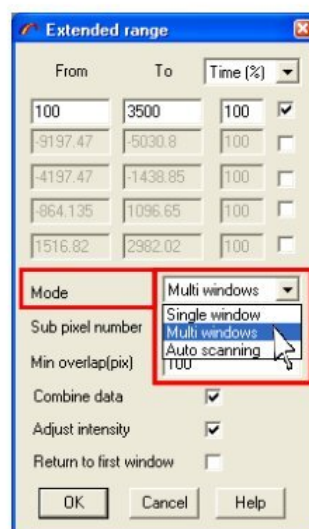 Extended range
From To Time (%)
100 3500 100
-9197.47 -5030.8 100
-4197.47 -1438.85 100
-864.135 1096.65 100
1516.82 2982.02 100
Mode Multi windows
Single window
Sub pixel number Multi windows
Auto scanning
Min overlap(pix) 100
Combine data
Adjust intensity
Return to first window
OK Cancel Help